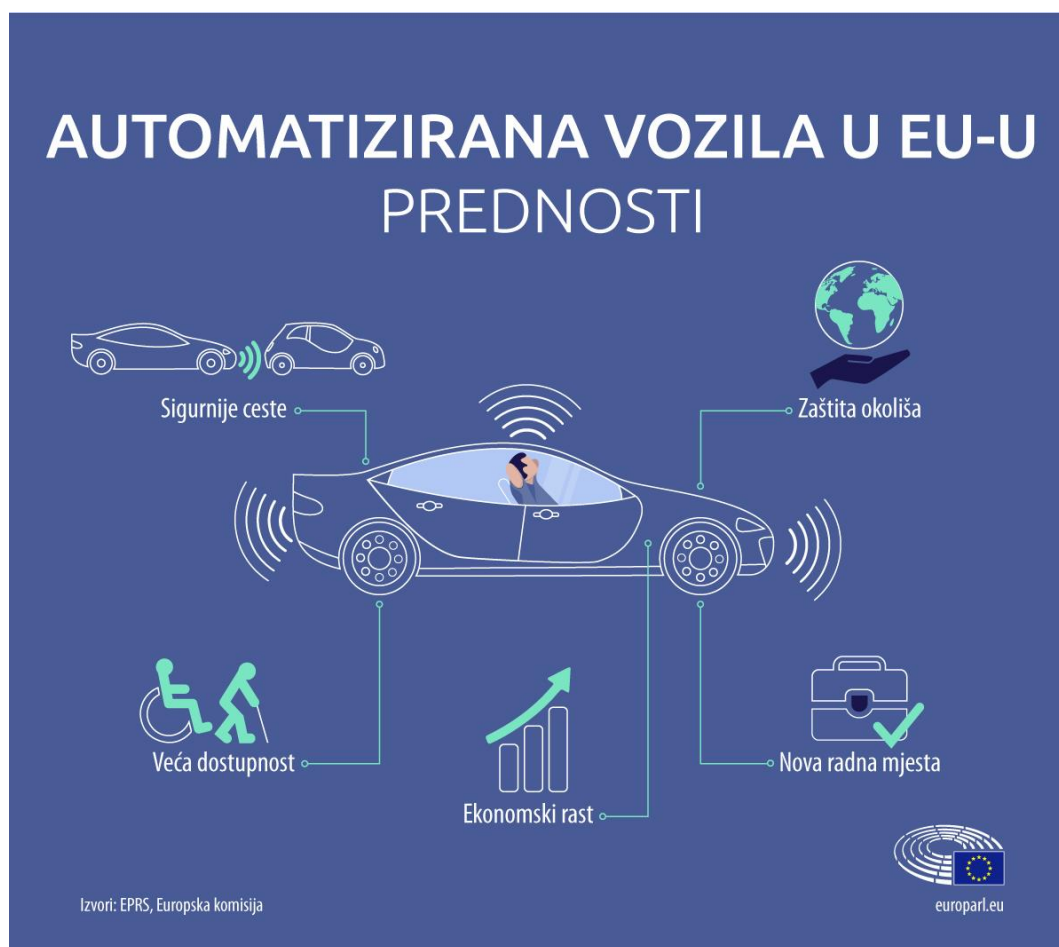 AUTOMATIZIRANA VOZILA U EU-U
PREDNOSTI
Sigurnije ceste
Zaštita okoliša
Veća dostupnost
Ekonomski rast
Nova radna mjesta
Izvori: EPRS, Europska komisija
europarl.eu